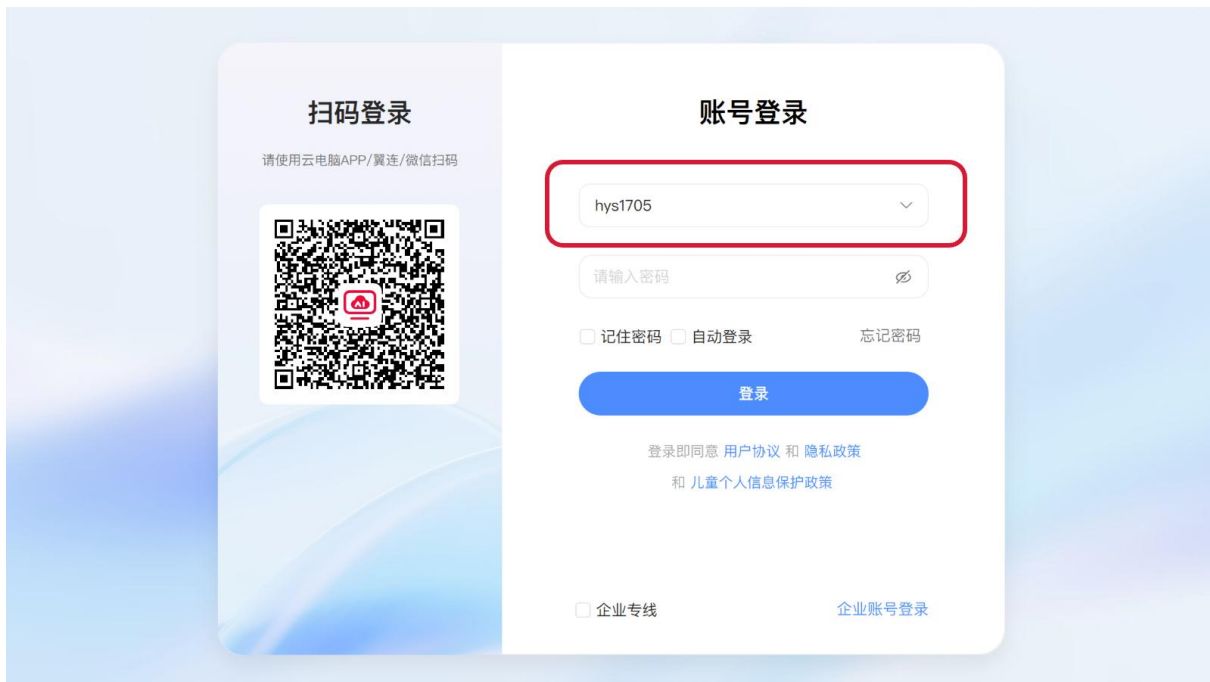 扫码登录
请使用云电脑APP/翼连/微信扫码
AI
账号登录
hys1705
请输入密码
记住密码 自动登录 忘记密码
登录
登录即同意 用户协议 和 隐私政策
和 儿童个人信息保护政策
企业专线 企业账号登录